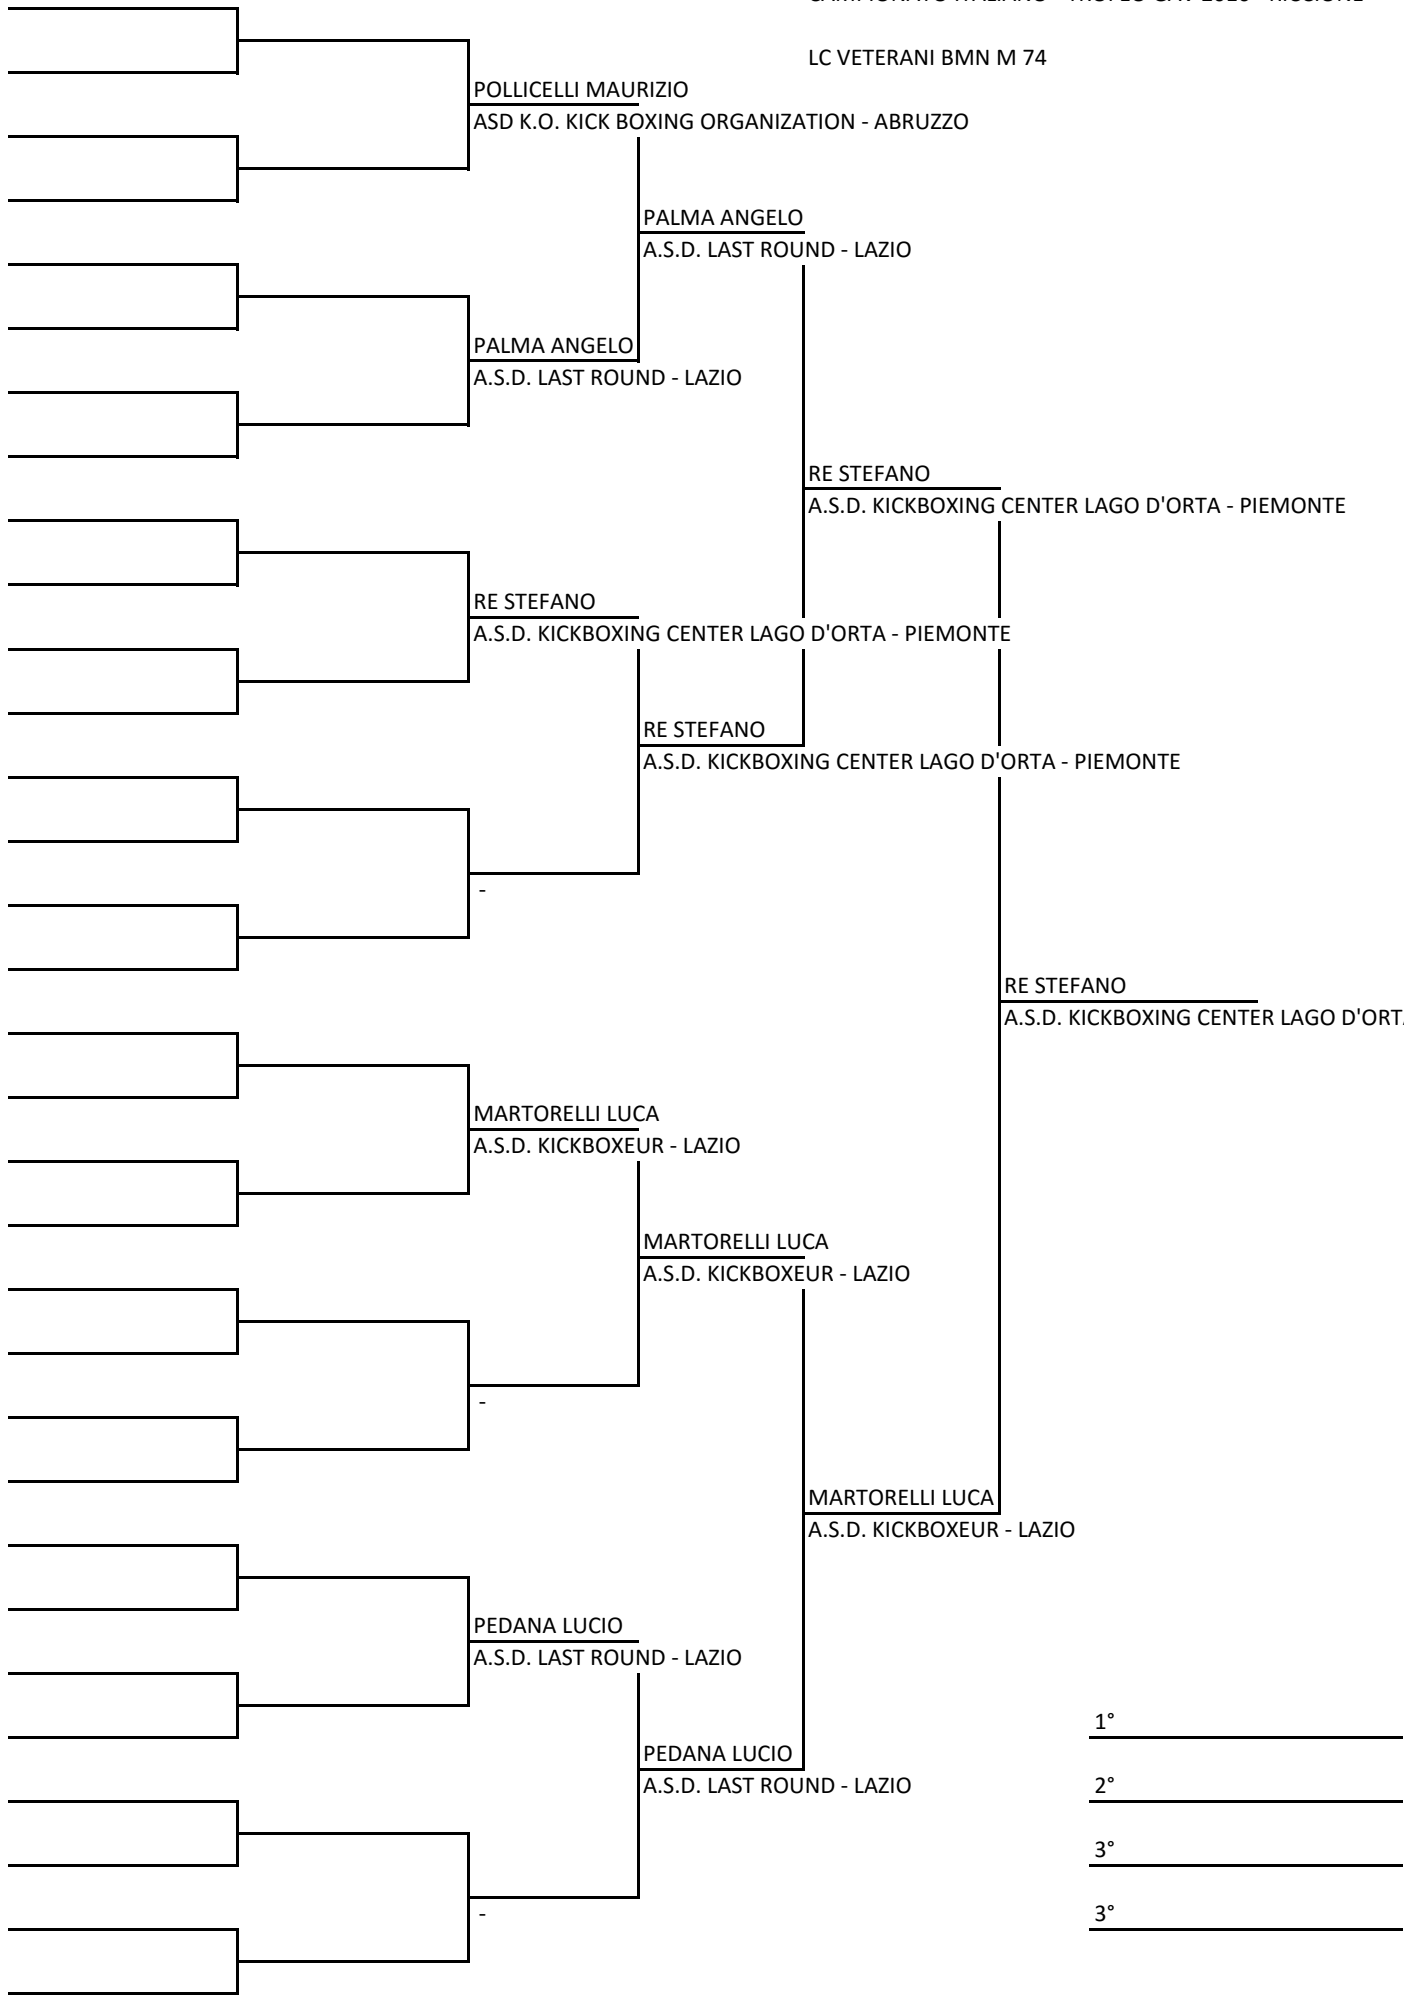 LC VETERANI BMN M 74
POLLICELLI MAURIZIO
ASD K.O. KICK BOXING ORGANIZATION - ABRUZZO
PALMA ANGELO
A.S.D. LAST ROUND - LAZIO
PALMA ANGELO
A.S.D. LAST ROUND - LAZIO
RE STEFANO
A.S.D. KICKBOXING CENTER LAGO D'ORTA - PIEMONTE
RE STEFANO
A.S.D. KICKBOXING CENTER LAGO D'ORTA - PIEMONTE
RE STEFANO
A.S.D. KICKBOXING CENTER LAGO D'ORTA - PIEMONTE
-
RE STEFANO
A.S.D. KICKBOXING CENTER LAGO D'ORT
MARTORELLI LUCA
A.S.D. KICKBOXEUR - LAZIO
MARTORELLI LUCA
A.S.D. KICKBOXEUR - LAZIO
-
MARTORELLI LUCA
A.S.D. KICKBOXEUR - LAZIO
PEDANA LUCIO
A.S.D. LAST ROUND - LAZIO
1°
PEDANA LUCIO
A.S.D. LAST ROUND - LAZIO
2°
3°
-
3°